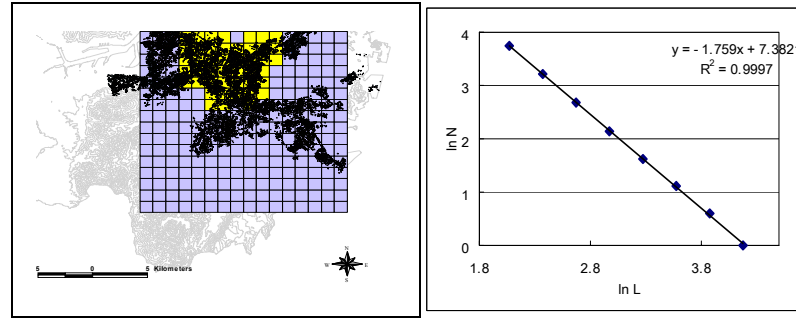 N
W E
S
5 0 5 Kilometers
y = - 1.759x + 7.382
R² = 0.9997
4
3
2
1
0
ln N
1.8 2.8 3.8
ln L